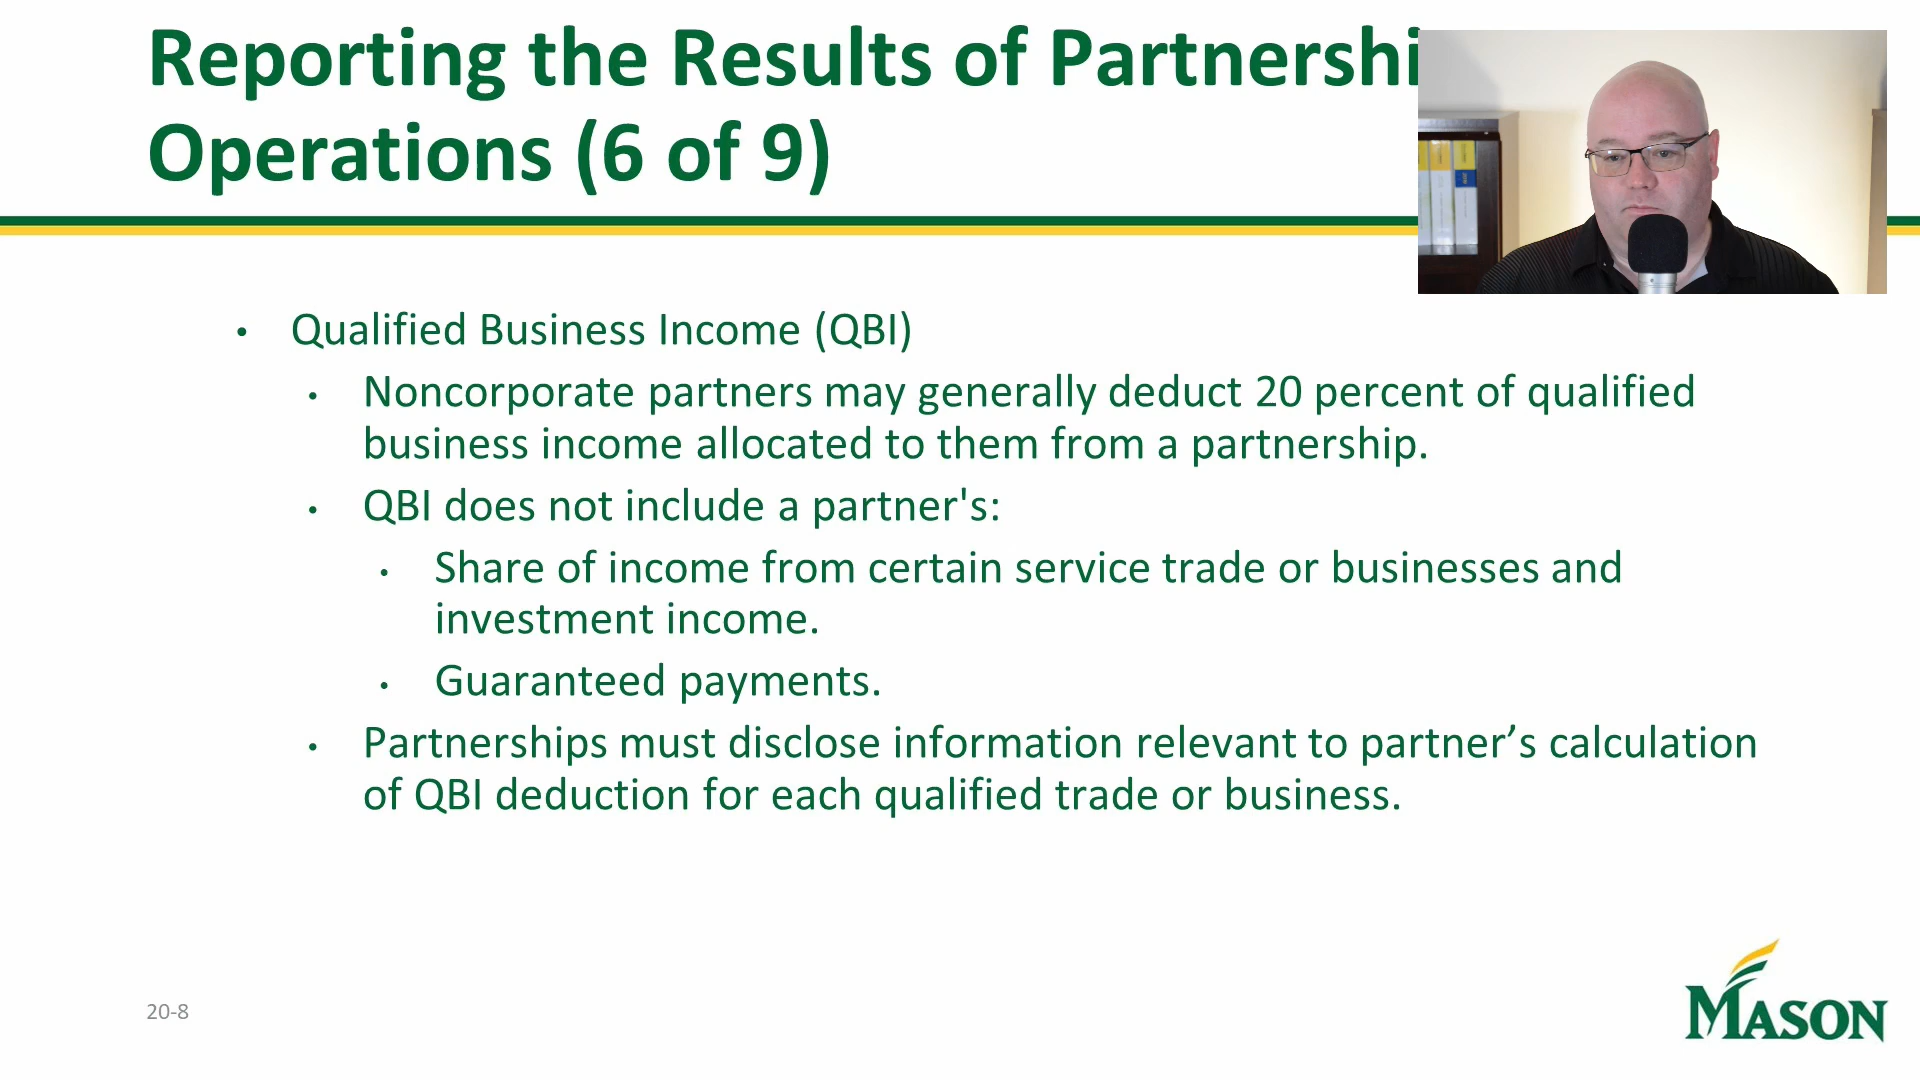 Reporting the Results of Partnershi
Operations (6 of 9)
• Qualified Business Income (QBI)
• Noncorporate partners may generally deduct 20 percent of qualified
business income allocated to them from a partnership.
• QBI does not include a partner's:
• Share of income from certain service trade or businesses and
investment income.
• Guaranteed payments.
• Partnerships must disclose information relevant to partner’s calculation
of QBI deduction for each qualified trade or business.
20-8
MASON